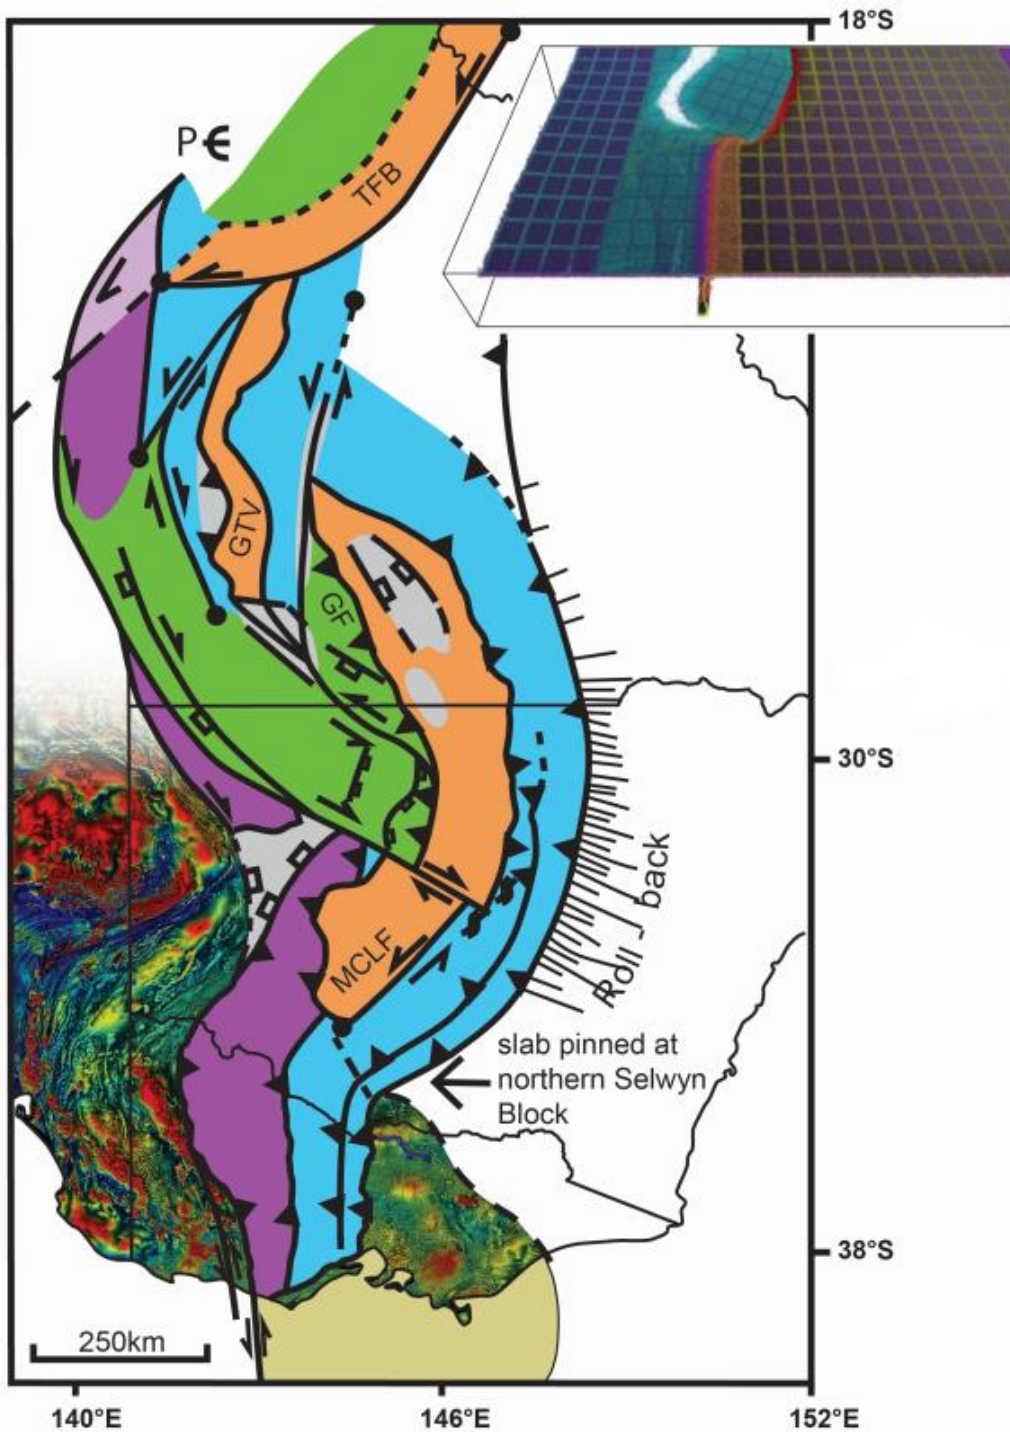 18°S
PЄ
TFB
GTV
GF
30°S
Roll - back
MCLF
slab pinned at
northern Selwyn
Block
38°S
250km
140°E
146°E
152°E